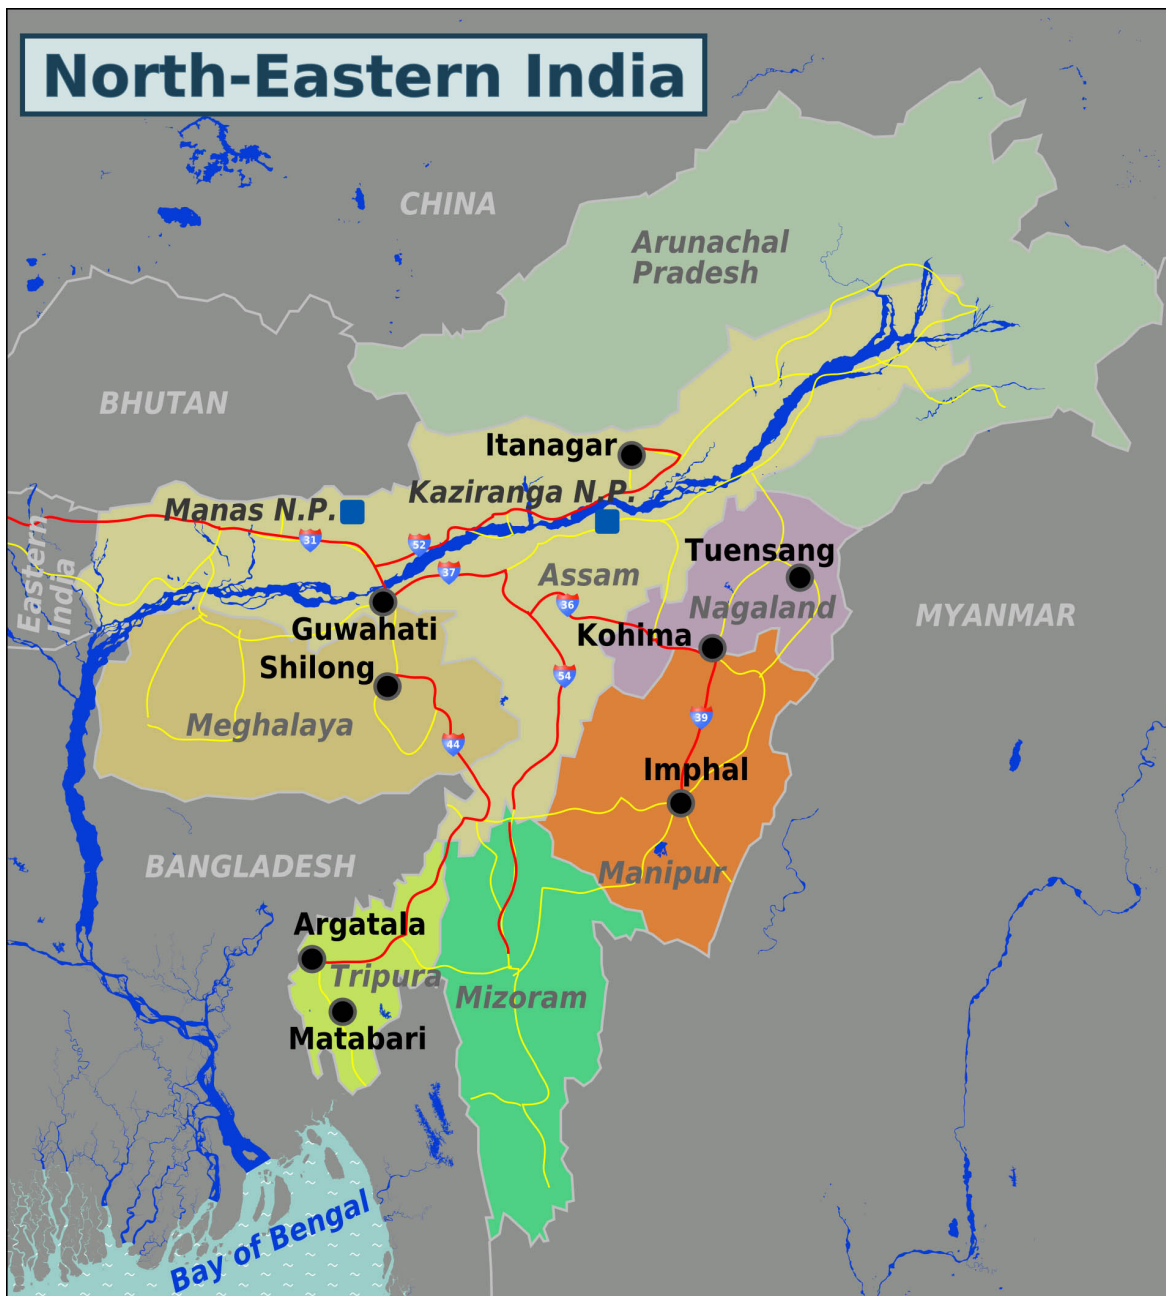 North-Eastern India
CHINA
Arunachal
Pradesh
BHUTAN
Itanagar
Kaziranga N.P.
Manas N.P.
31
52
37
Tuensang
Eastern
India
Assam
36
Nagaland
MYANMAR
Guwahati
Kohima
Shilong
54
Meghalaya
39
44
Imphal
BANGLADESH
Manipur
Argatala
Tripura
Mizoram
Matabari
Bay of Bengal